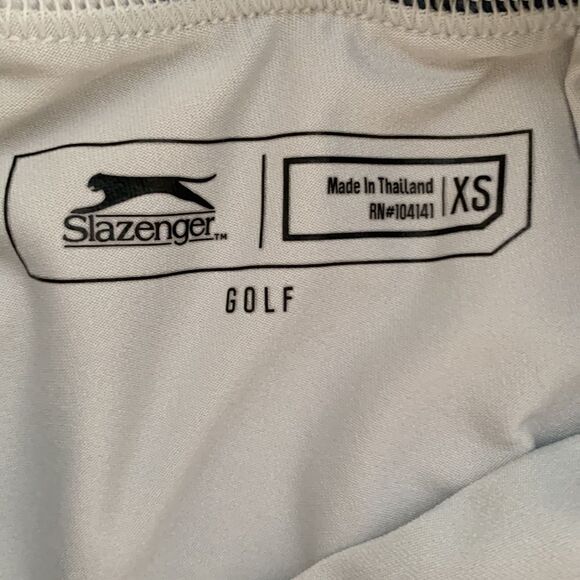 Slazenger™
Made In Thailand
RN#104141
XS
GOLF